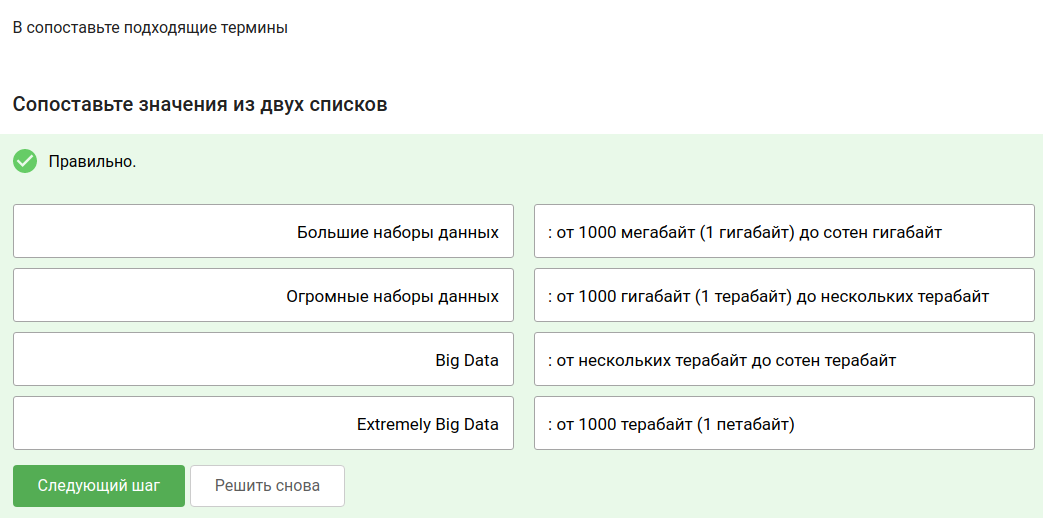 В сопоставьте подходящие термины
Сопоставьте значения из двух списков
Правильно.
Большие наборы данных
: от 1000 мегабайт (1 гигабайт) до сотен гигабайт
Огромные наборы данных
: от 1000 гигабайт (1 терабайт) до нескольких терабайт
Big Data
: от нескольких терабайт до сотен терабайт
Extremely Big Data
: от 1000 терабайт (1 петабайт)
Следующий шаг
Решить снова